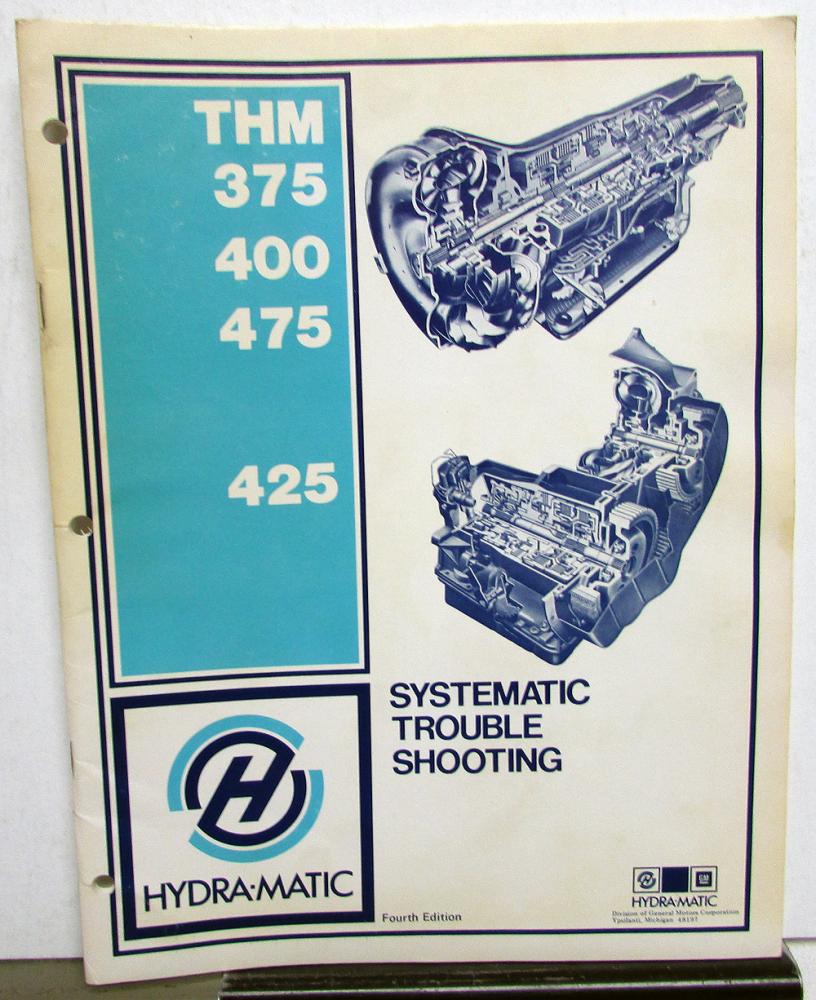 THM
375
400
475
425
SYSTEMATIC
TROUBLE
SHOOTING
H
HYDRA·MATIC
Fourth Edition
GM
HYDRA·MATIC
Division of General Motors Corporation
Ypsilanti, Michigan 48197